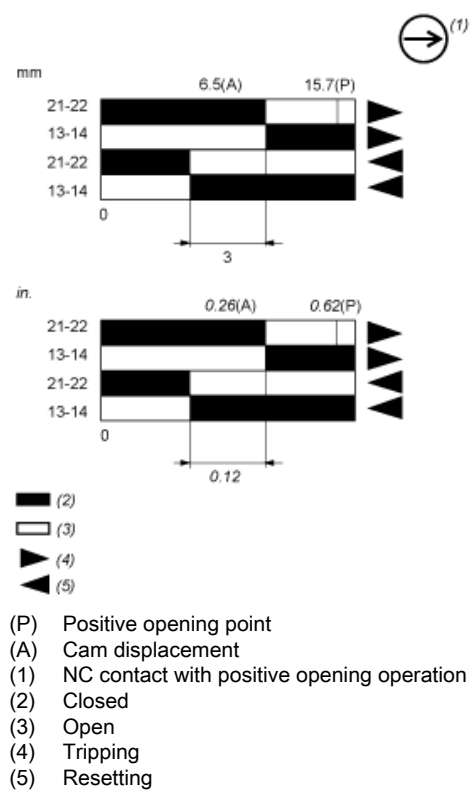 (1)
mm
6.5(A) 15.7(P)
21-22
13-14
21-22
13-14
0
3
in.
0.26(A) 0.62(P)
21-22
13-14
21-22
13-14
0
0.12
(2)
(3)
(4)
(5)
(P) Positive opening point
(A) Cam displacement
(1) NC contact with positive opening operation
(2) Closed
(3) Open
(4) Tripping
(5) Resetting